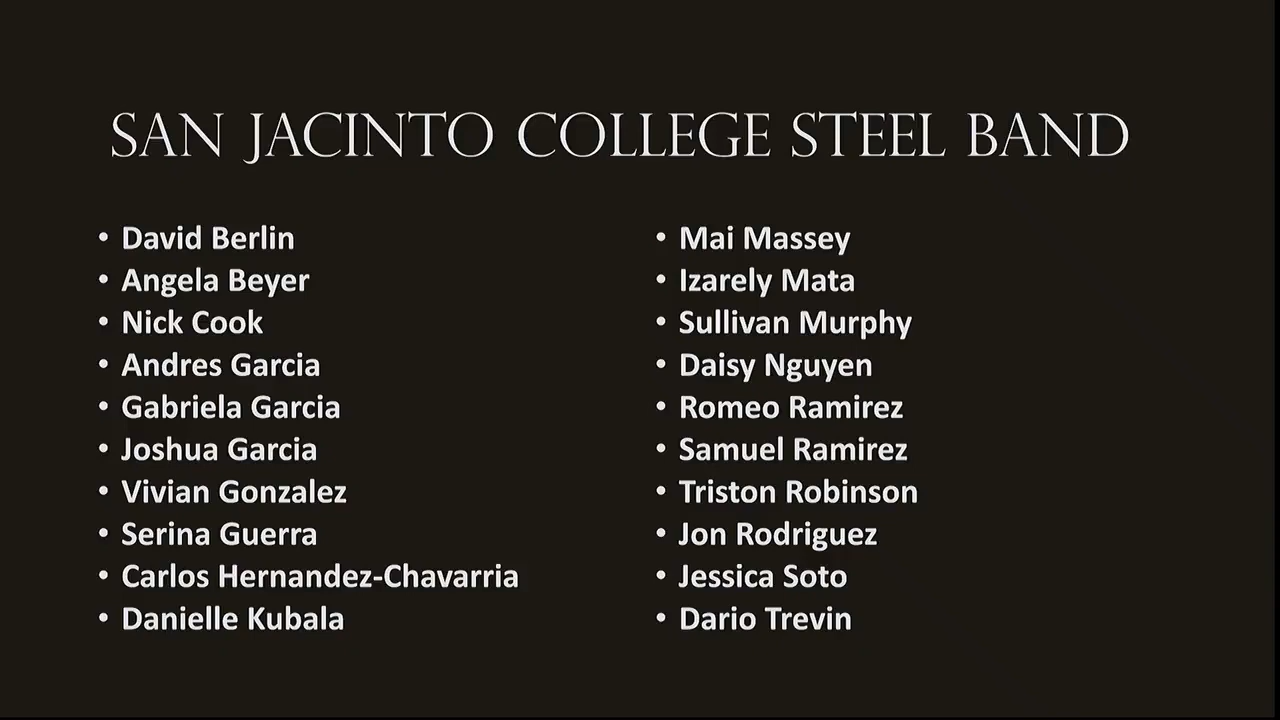 SAN JACINTO COLLEGE STEEL BAND
• David Berlin
• Angela Beyer
• Nick Cook
• Andres Garcia
• Gabriela Garcia
• Joshua Garcia
• Vivian Gonzalez
• Serina Guerra
• Carlos Hernandez-Chavarria
• Danielle Kubala
• Mai Massey
• Izarely Mata
• Sullivan Murphy
• Daisy Nguyen
• Romeo Ramirez
• Samuel Ramirez
• Triston Robinson
• Jon Rodriguez
• Jessica Soto
• Dario Trevin